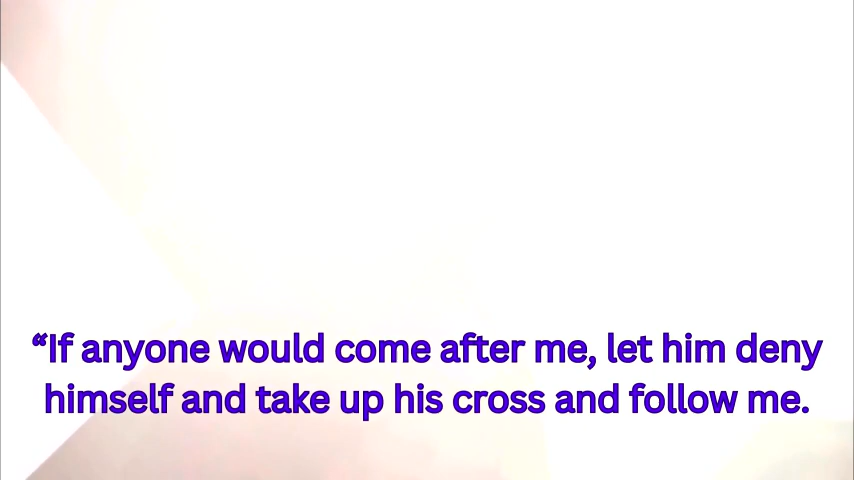 “If anyone would come after me, let him deny
himself and take up his cross and follow me.